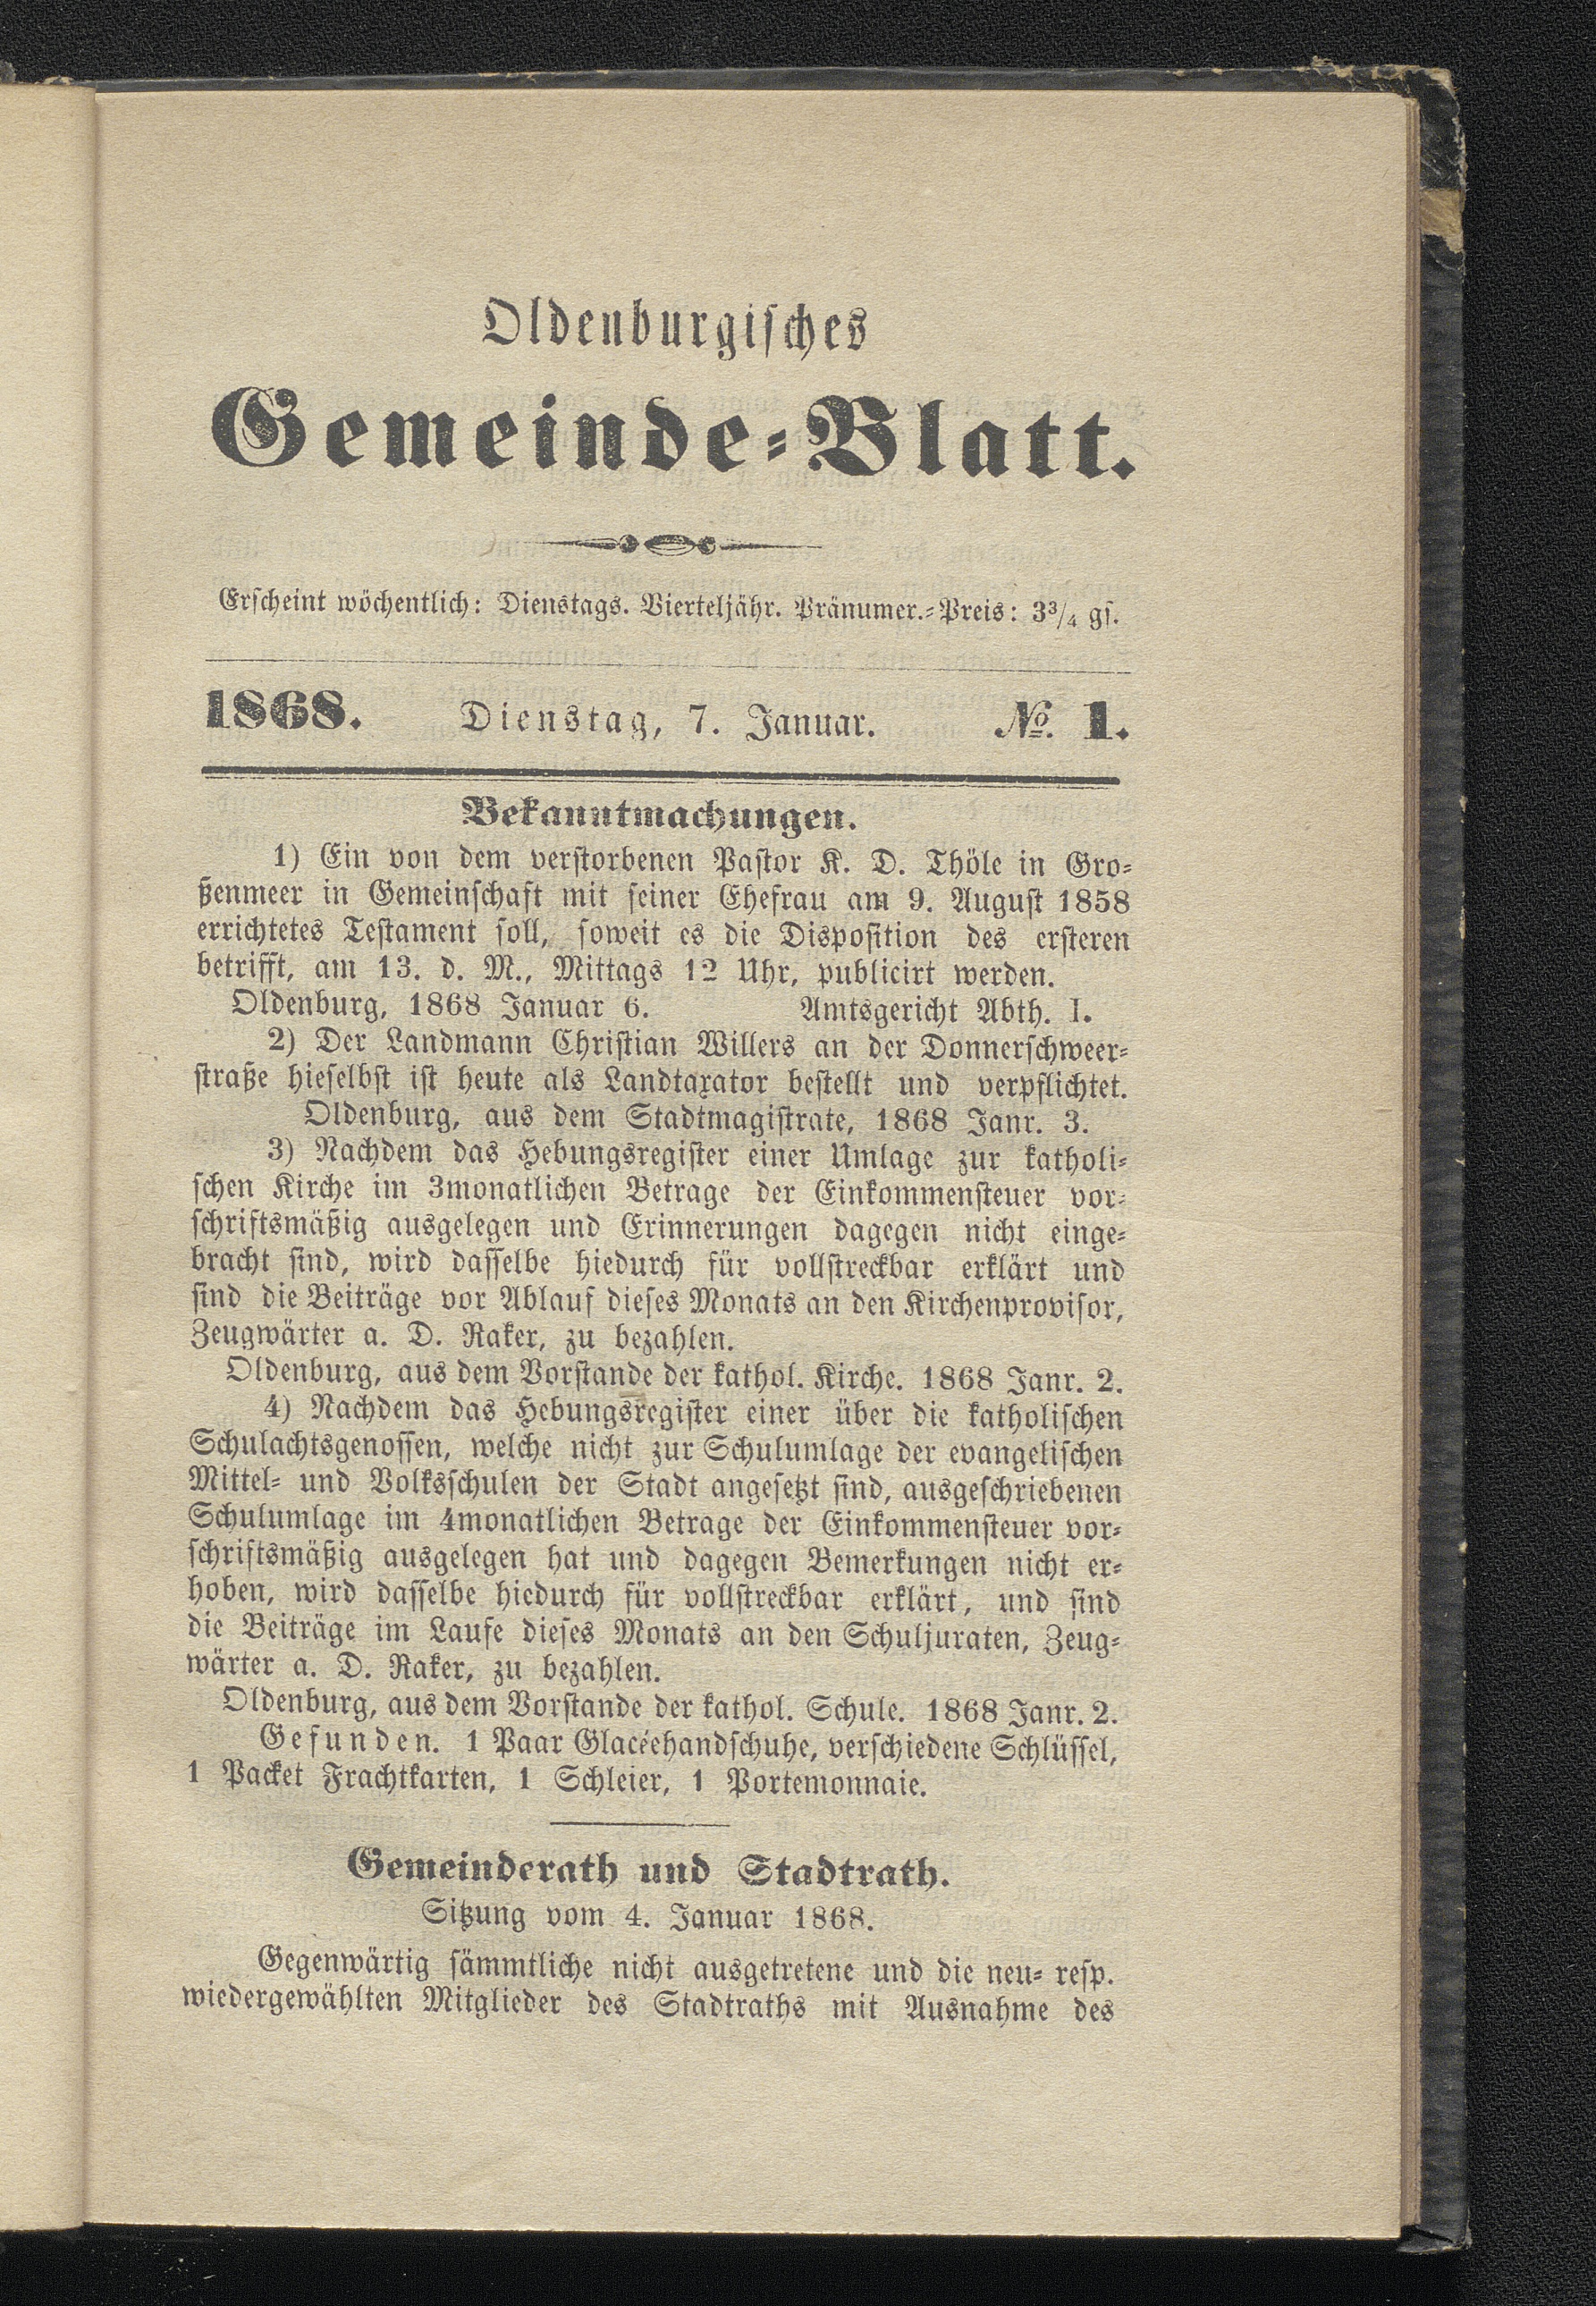 Oldenburgisches
Gemeinde-Blatt.
Erscheint wöchentlich: Dienstags. Vierteljähr. Pränumer.-Preis: 3³/₄ gs.
1868. Dienstag, 7. Januar. № 1.
Bekanntmachungen.
1) Ein von dem verstorbenen Pastor K. D. Thöle in Gro-
ßenmeer in Gemeinschaft mit seiner Ehefrau am 9. August 1858
errichtetes Testament soll, soweit es die Disposition des ersteren
betrifft, am 13. d. M., Mittags 12 Uhr, publicirt werden.
Oldenburg, 1868 Januar 6. Amtsgericht Abth. I.
2) Der Landmann Christian Willers an der Donnerschweer-
straße hieselbst ist heute als Landtaxator bestellt und verpflichtet.
Oldenburg, aus dem Stadtmagistrate, 1868 Janr. 3.
3) Nachdem das Hebungsregister einer Umlage zur katholi-
schen Kirche im 3monatlichen Betrage der Einkommensteuer vor-
schriftsmäßig ausgelegen und Erinnerungen dagegen nicht einge-
bracht sind, wird dasselbe hiedurch für vollstreckbar erklärt und
sind die Beiträge vor Ablauf dieses Monats an den Kirchenprovisor,
Zeugwärter a. D. Raker, zu bezahlen.
Oldenburg, aus dem Vorstande der kathol. Kirche. 1868 Janr. 2.
4) Nachdem das Hebungsregister einer über die katholischen
Schulachtsgenossen, welche nicht zur Schulumlage der evangelischen
Mittel- und Volksschulen der Stadt angesetzt sind, ausgeschriebenen
Schulumlage im 4monatlichen Betrage der Einkommensteuer vor-
schriftsmäßig ausgelegen hat und dagegen Bemerkungen nicht er-
hoben, wird dasselbe hiedurch für vollstreckbar erklärt, und sind
die Beiträge im Laufe dieses Monats an den Schuljuraten, Zeug-
wärter a. D. Raker, zu bezahlen.
Oldenburg, aus dem Vorstande der kathol. Schule. 1868 Janr. 2.
Gefunden. 1 Paar Glacéehandschuhe, verschiedene Schlüssel,
1 Packet Frachtkarten, 1 Schleier, 1 Portemonnaie.
Gemeinderath und Stadtrath.
Sitzung vom 4. Januar 1868.
Gegenwärtig sämmtliche nicht ausgetretene und die neu- resp.
wiedergewählten Mitglieder des Stadtraths mit Ausnahme des